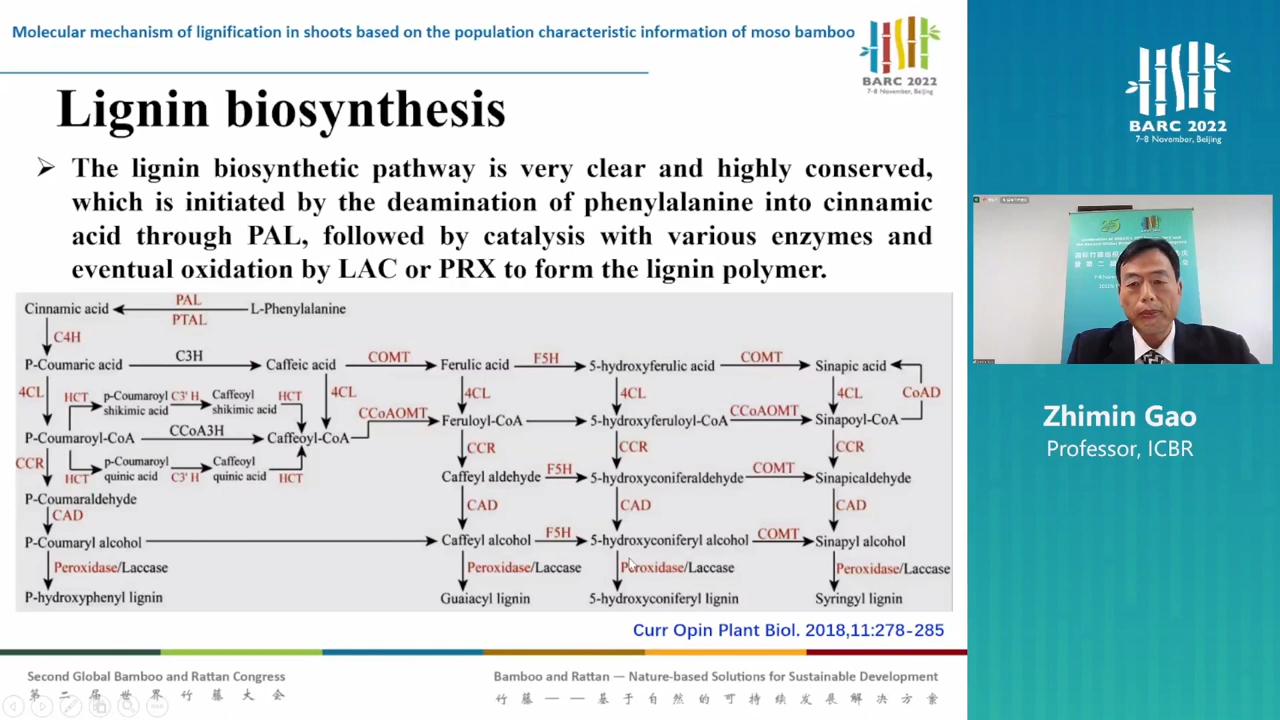 Molecular mechanism of lignification in shoots based on the population characteristic information of moso bamboo
BARC 2022
7-8 November, Beijing
Lignin biosynthesis
➢ The lignin biosynthetic pathway is very clear and highly conserved,
which is initiated by the deamination of phenylalanine into cinnamic
acid through PAL, followed by catalysis with various enzymes and
eventual oxidation by LAC or PRX to form the lignin polymer.
Cinnamic acid PAL L-Phenylalanine
PTAL
C4H
P-Coumaric acid C3H Caffeic acid COMT Ferulic acid F5H 5-hydroxyferulic acid COMT Sinapic acid
4CL HCT p-Coumaroyl C3' H Caffeoyl HCT 4CL 4CL 4CL 4CL CoAD
shikimic acid shikimic acid
CCoAOMT CCoAOMT
P-Coumaroyl-CoA CCoA3H Caffeoyl-CoA Feruloyl-CoA 5-hydroxyferuloyl-CoA Sinapoyl-CoA
CCR p-Coumaroyl Caffeoyl CCR CCR CCR
HCT quinic acid C3' H quinic acid HCT
Caffeyl aldehyde F5H 5-hydroxyconiferaldehyde COMT Sinapicaldehyde
P-Coumaraldehyde
CAD CAD CAD CAD
P-Coumaryl alcohol Caffeyl alcohol F5H 5-hydroxyconiferyl alcohol COMT Sinapyl alcohol
Peroxidase/Laccase Peroxidase/Laccase Peroxidase/Laccase Peroxidase/Laccase
P-hydroxyphenyl lignin Guaiacyl lignin 5-hydroxyconiferyl lignin Syringyl lignin
Curr Opin Plant Biol. 2018,11:278-285
Second Global Bamboo and Rattan Congress
第二届世界竹藤大会
Bamboo and Rattan — Nature-based Solutions for Sustainable Development
竹藤——基于自然的可持续发展解决方案
BARC 2022
7-8 November, Beijing
Zhimin Gao
Professor, ICBR